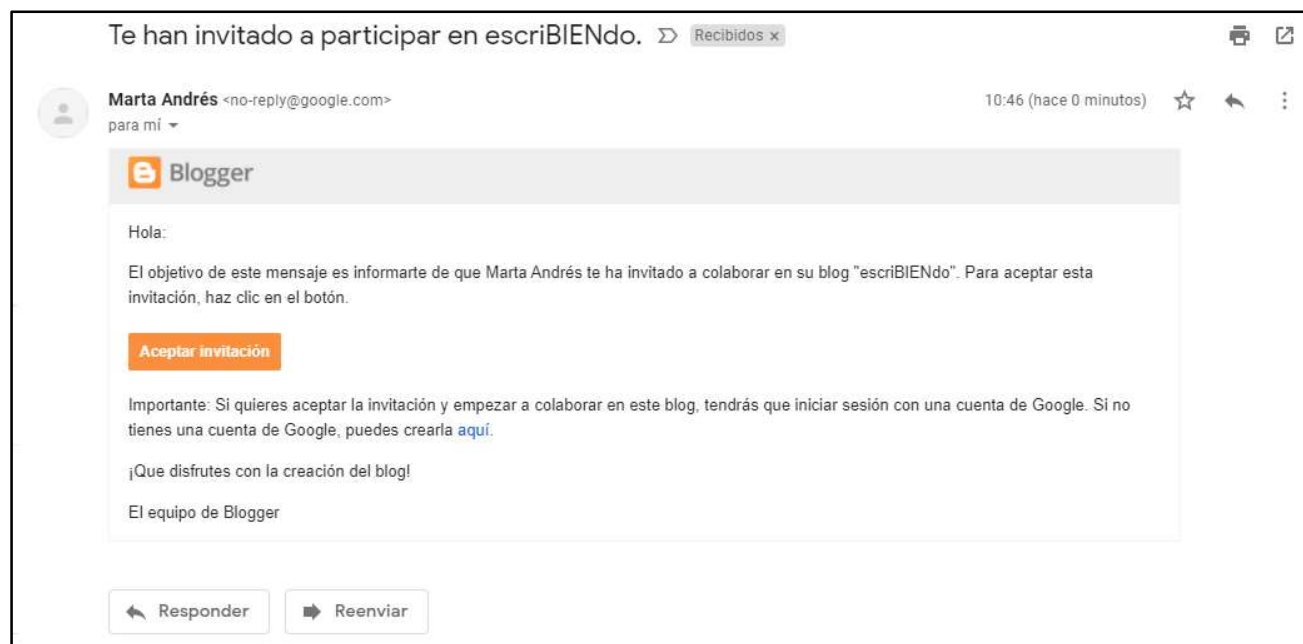 Te han invitado a participar en escriBIENdo. Recibidos x
Marta Andrés <no-reply@google.com> 10:46 (hace 0 minutos)
para mí
Blogger
Hola:
El objetivo de este mensaje es informarte de que Marta Andrés te ha invitado a colaborar en su blog "escriBIENdo". Para aceptar esta
invitación, haz clic en el botón.
Aceptar invitación
Importante: Si quieres aceptar la invitación y empezar a colaborar en este blog, tendrás que iniciar sesión con una cuenta de Google. Si no
tienes una cuenta de Google, puedes crearla aquí.
¡Que disfrutes con la creación del blog!
El equipo de Blogger
Responder Reenviar